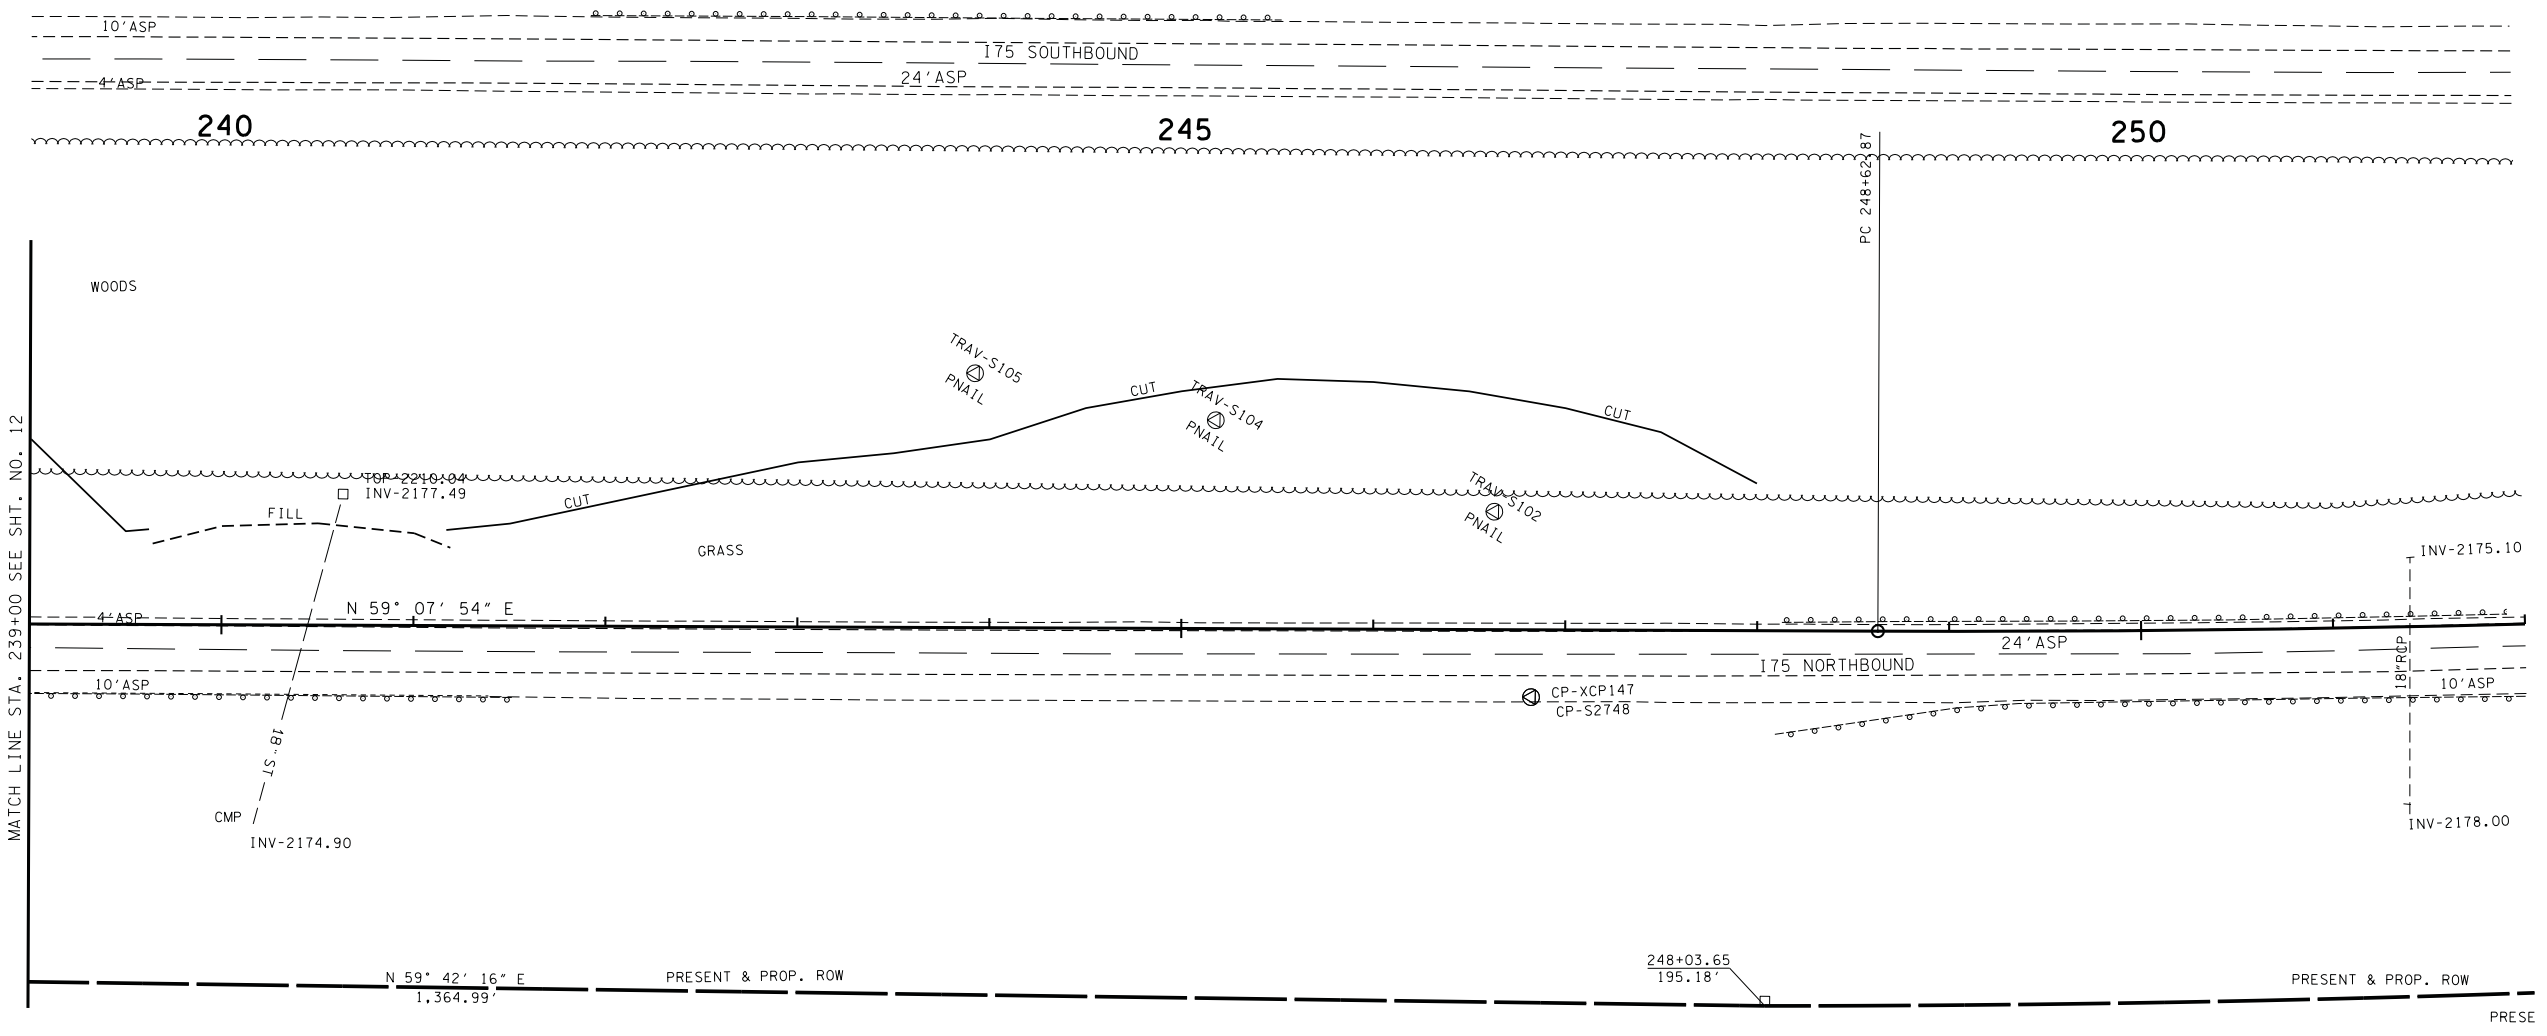 10'ASP
I75 SOUTHBOUND
24'ASP
4'ASP
240
245
250
PC 248+62.87
WOODS
TRAV-S105
PNAIL
CUT
TRAV-S104
PNAIL
CUT
MATCH LINE STA. 239+00 SEE SHT. NO. 12
TOP-2210.04
INV-2177.49
CUT
FILL
TRAV-S102
PNAIL
GRASS
INV-2175.10
N 59° 07' 54" E
4'ASP
24'ASP
I75 NORTHBOUND
18"RCP
10'ASP
10'ASP
CP-XCP147
CP-S2748
18" ST
CMP
INV-2174.90
INV-2178.00
248+03.65
195.18'
N 59° 42' 16" E
1,364.99'
PRESENT & PROP. ROW
PRESENT & PROP. ROW
PRESE